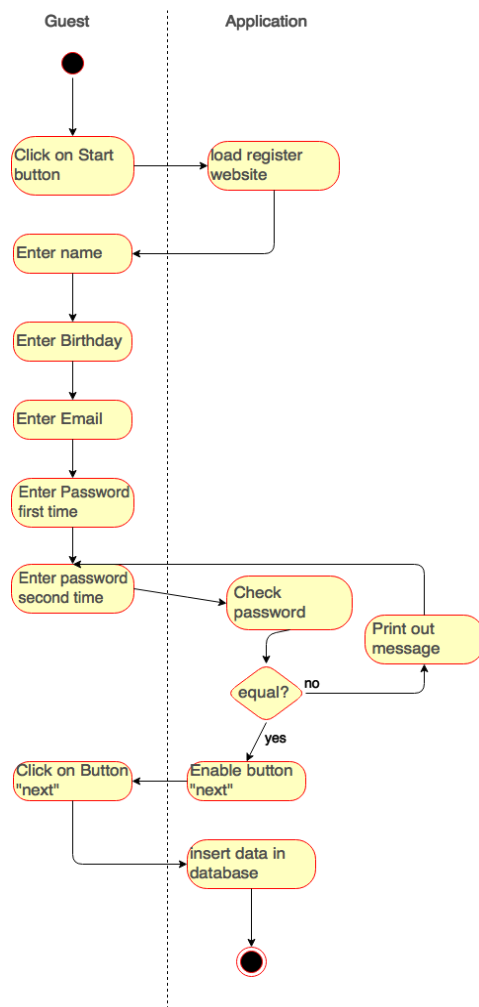 Guest
Application
Click on Start
button
load register
website
Enter name
Enter Birthday
Enter Email
Enter Password
first time
Enter password
second time
Check
password
Print out
message
equal?
no
yes
Click on Button
"next"
Enable button
"next"
insert data in
database